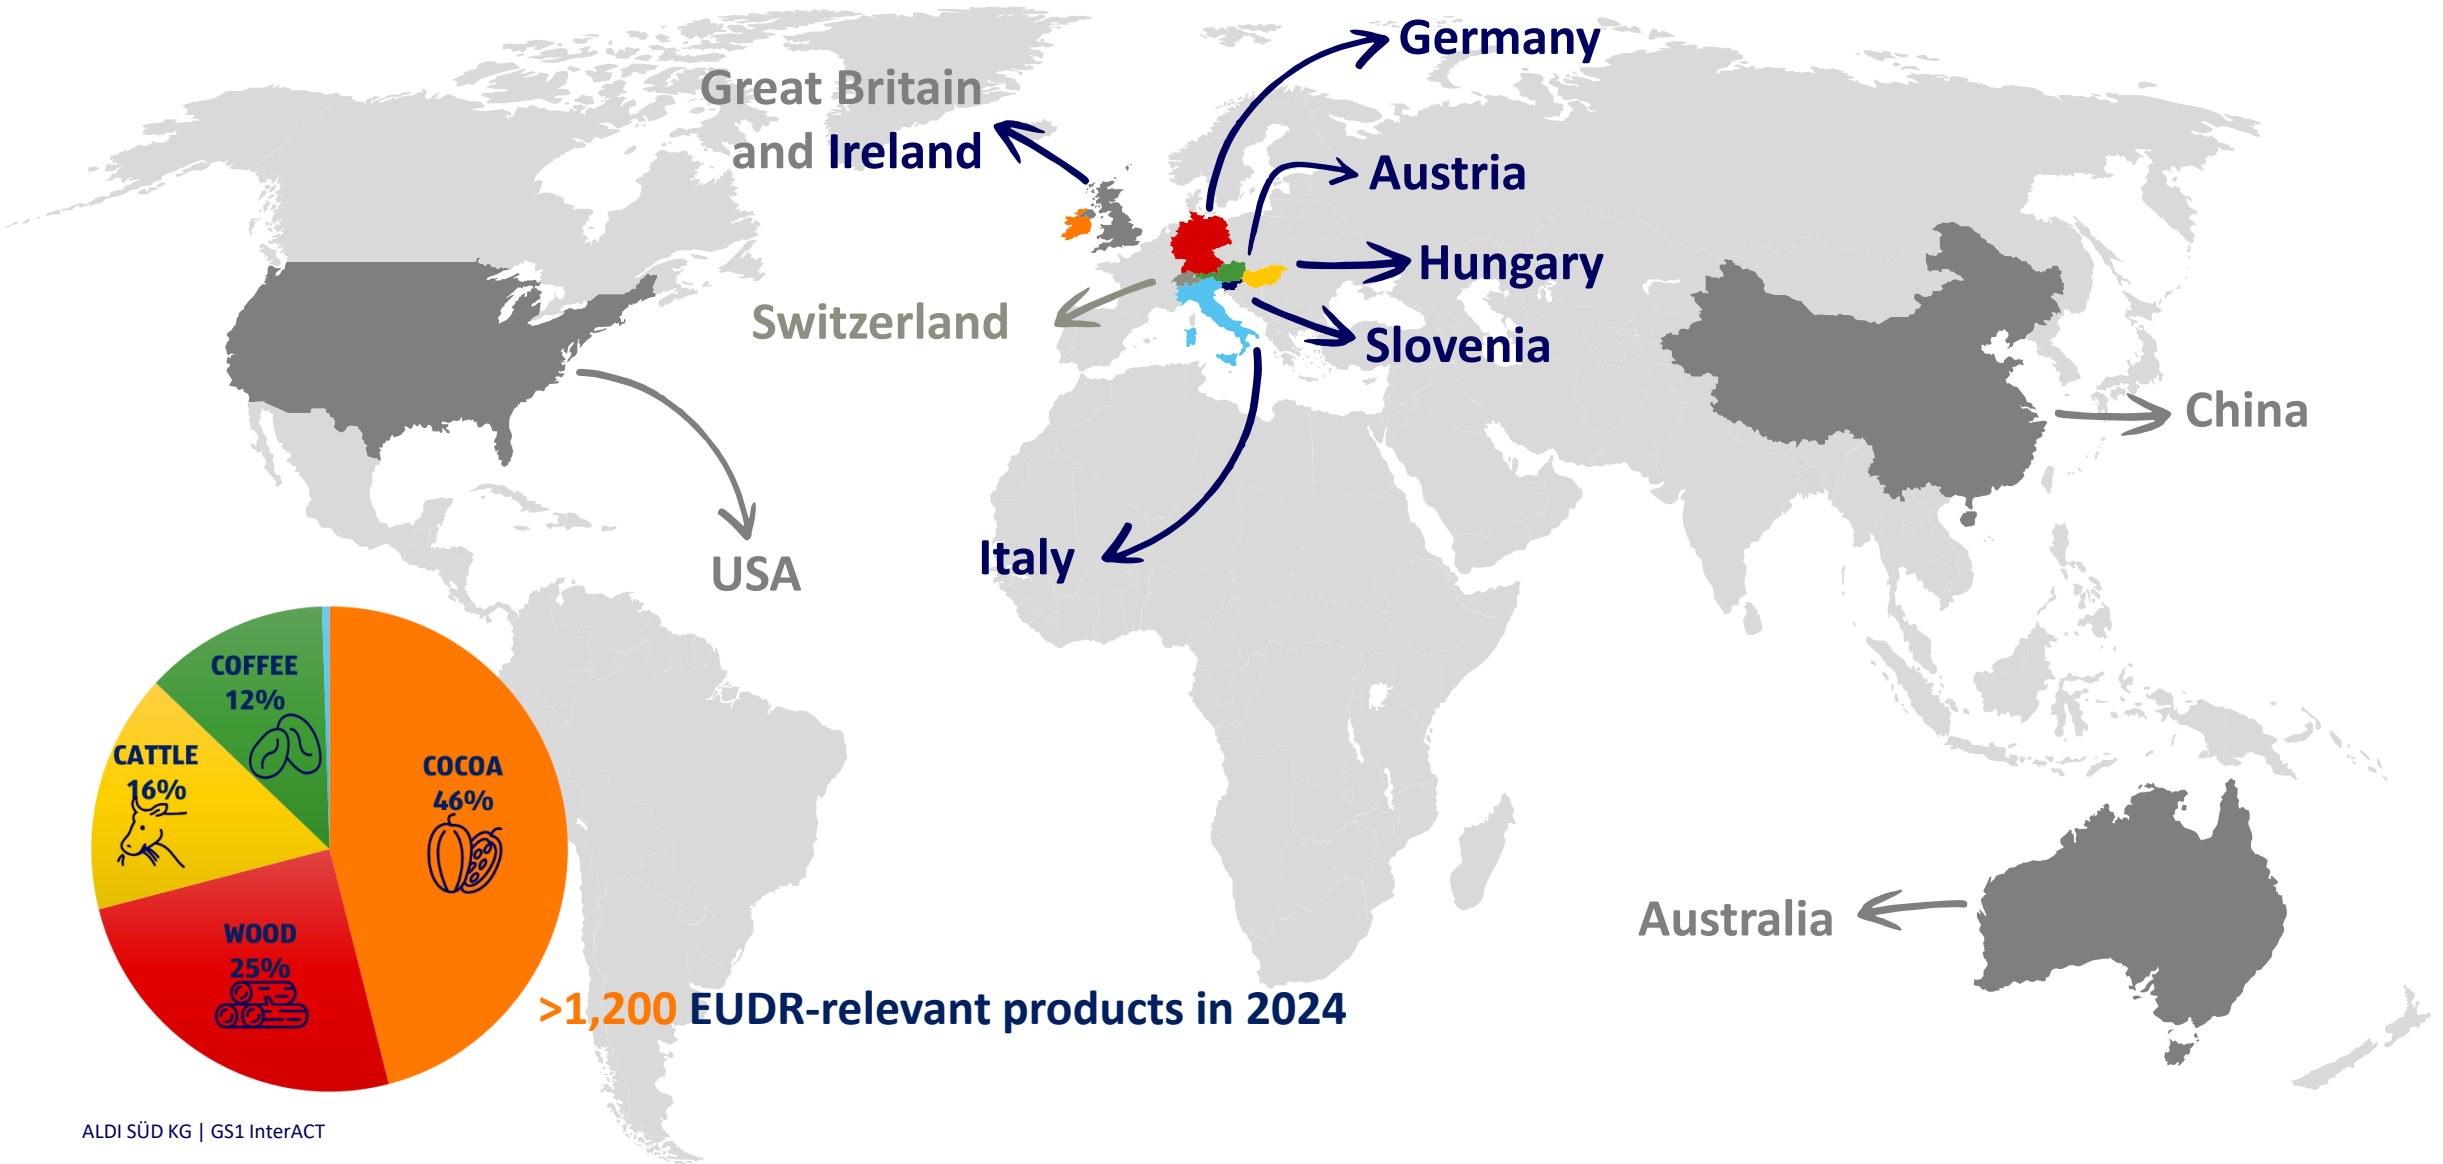 Germany
Great Britain
and Ireland
Austria
Hungary
Switzerland
Slovenia
China
Italy
USA
COFFEE
12%
CATTLE
16%
COCOA
46%
WOOD
25%
Australia
>1,200 EUDR-relevant products in 2024
ALDI SÜD KG | GS1 InterACT